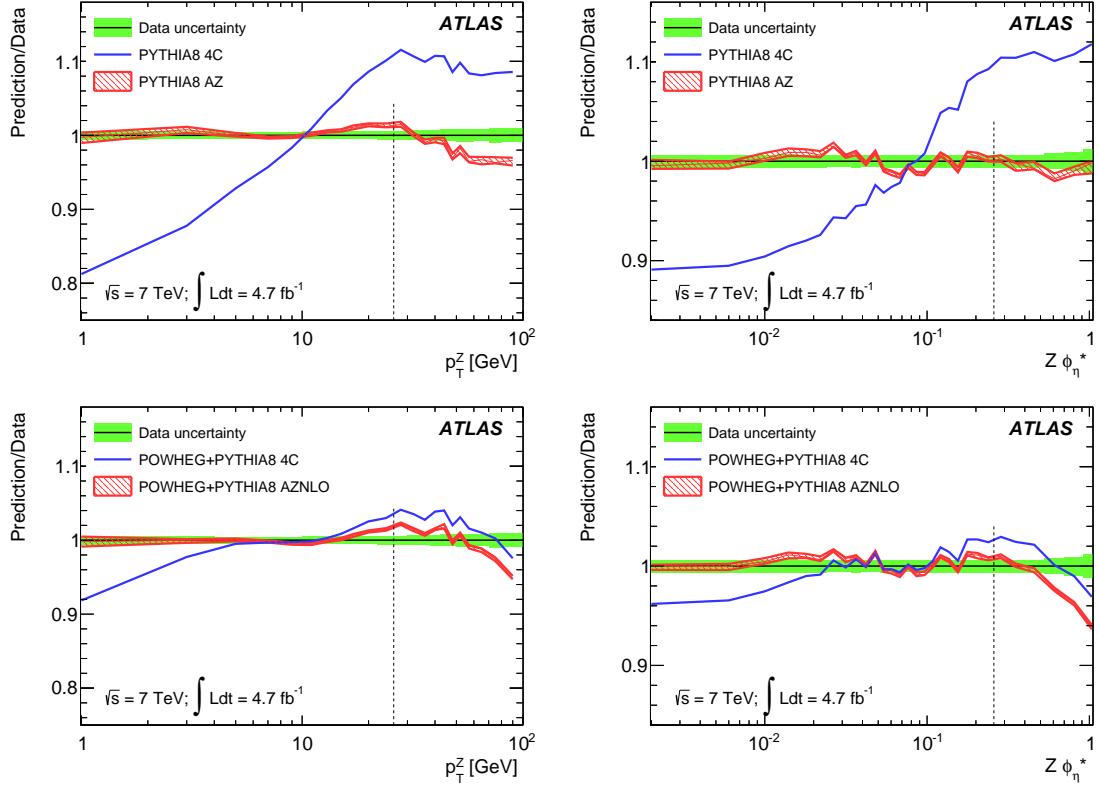 Prediction/Data
1.1
1
0.9
0.8
Data uncertainty
PYTHIA8 4C
PYTHIA8 AZ
ATLAS
√s = 7 TeV; ∫ Ldt = 4.7 fb⁻¹
1 10 10²
p_T^Z [GeV]
Prediction/Data
1.1
1
0.9
Data uncertainty
PYTHIA8 4C
PYTHIA8 AZ
ATLAS
√s = 7 TeV; ∫ Ldt = 4.7 fb⁻¹
10⁻² 10⁻¹ 1
Z ϕ_η*
Prediction/Data
1.1
1
0.9
0.8
Data uncertainty
POWHEG+PYTHIA8 4C
POWHEG+PYTHIA8 AZNLO
ATLAS
√s = 7 TeV; ∫ Ldt = 4.7 fb⁻¹
1 10 10²
p_T^Z [GeV]
Prediction/Data
1.1
1
0.9
Data uncertainty
POWHEG+PYTHIA8 4C
POWHEG+PYTHIA8 AZNLO
ATLAS
√s = 7 TeV; ∫ Ldt = 4.7 fb⁻¹
10⁻² 10⁻¹ 1
Z ϕ_η*